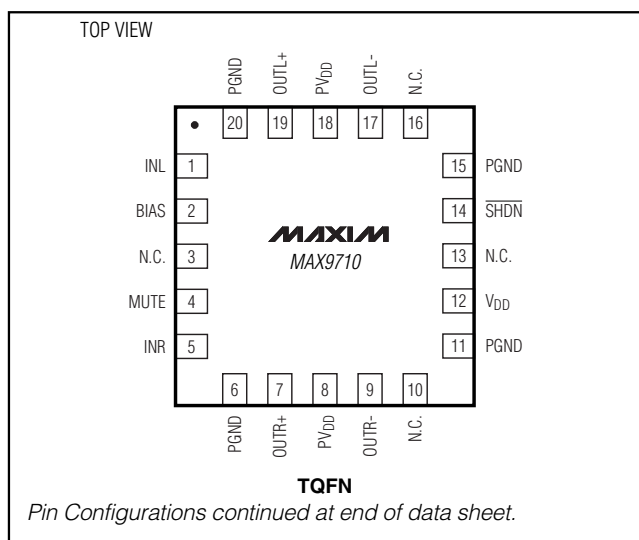 TOP VIEW
PGND
OUTL+
PVDD
OUTL-
N.C.
20
19
18
17
16
INL 1
15 PGND
BIAS 2
14 SHDN
N.C. 3
13 N.C.
MUTE 4
12 VDD
INR 5
11 PGND
MAXIM
MAX9710
6
7
8
9
10
PGND
OUTR+
PVDD
OUTR-
N.C.
TQFN
Pin Configurations continued at end of data sheet.